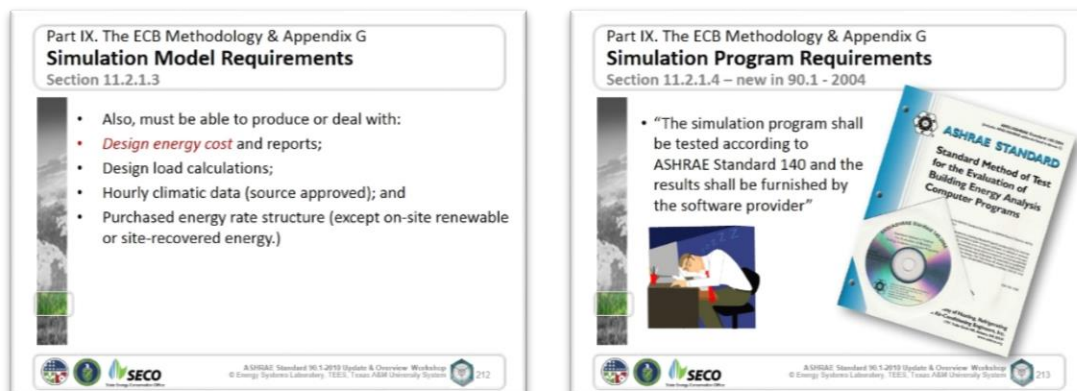 Part IX. The ECB Methodology & Appendix G
Simulation Model Requirements
Section 11.2.1.3
• Also, must be able to produce or deal with:
• Design energy cost and reports;
• Design load calculations;
• Hourly climatic data (source approved); and
• Purchased energy rate structure (except on-site renewable
or site-recovered energy.)
SECO
ASHRAE Standard 90.1-2010 Update & Overview Workshop
© Energy Systems Laboratory, TEES, Texas A&M University System
212
Part IX. The ECB Methodology & Appendix G
Simulation Program Requirements
Section 11.2.1.4 – new in 90.1 - 2004
• “The simulation program shall
be tested according to
ASHRAE Standard 140 and the
results shall be furnished by
the software provider”
ASHRAE STANDARD
Standard Method of Test
for the Evaluation of
Building Energy Analysis
Computer Programs
SECO
ASHRAE Standard 90.1-2010 Update & Overview Workshop
© Energy Systems Laboratory, TEES, Texas A&M University System
213